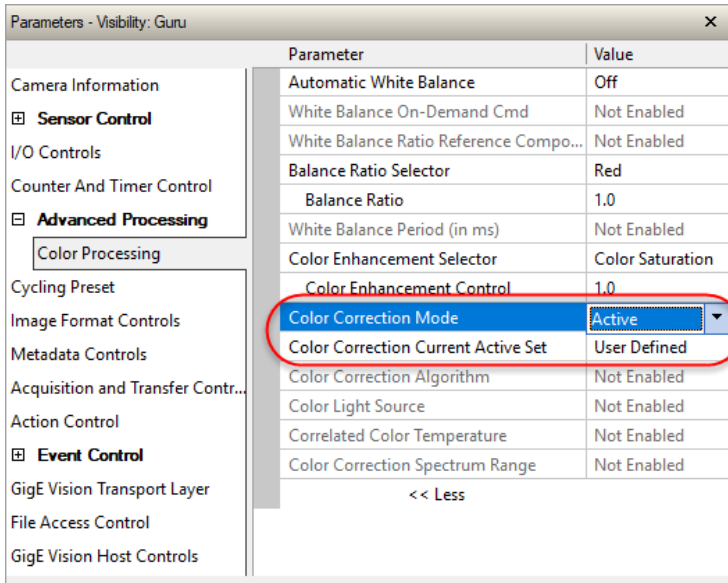 Parameters - Visibility: Guru ×
Parameter Value
Camera Information
Sensor Control
I/O Controls
Counter And Timer Control
Advanced Processing
Color Processing
Cycling Preset
Image Format Controls
Metadata Controls
Acquisition and Transfer Contr...
Action Control
Event Control
GigE Vision Transport Layer
File Access Control
GigE Vision Host Controls
Automatic White Balance Off
White Balance On-Demand Cmd Not Enabled
White Balance Ratio Reference Compo... Not Enabled
Balance Ratio Selector Red
Balance Ratio 1.0
White Balance Period (in ms) Not Enabled
Color Enhancement Selector Color Saturation
Color Enhancement Control 1.0
Color Correction Mode Active
Color Correction Current Active Set User Defined
Color Correction Algorithm Not Enabled
Color Light Source Not Enabled
Correlated Color Temperature Not Enabled
Color Correction Spectrum Range Not Enabled
<< Less